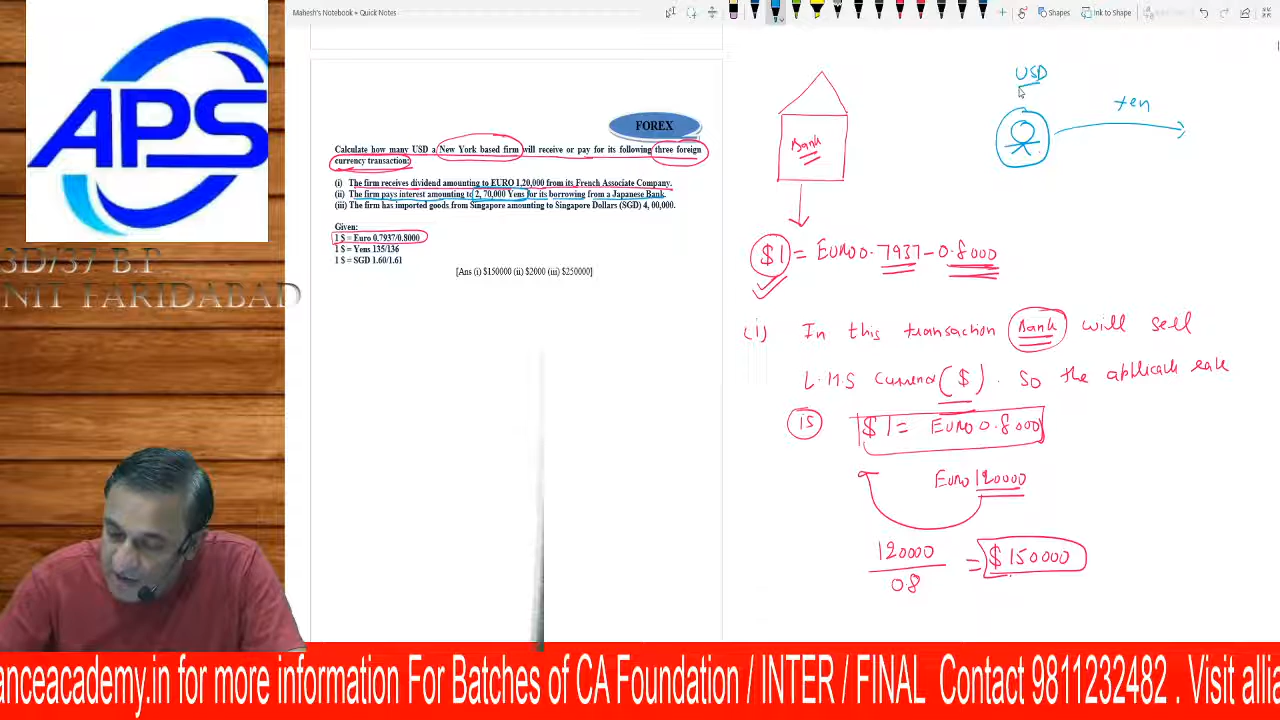 Mahesh's Notebook + Quick Notes
Shapes
Ink to Shape
APS
3D/37 B.P.
NIT FARIDABAD
FOREX
Calculate how many USD a New York based firm will receive or pay for its following three foreign
currency transaction:
(i) The firm receives dividend amounting to EURO 1,20,000 from its French Associate Company.
(ii) The firm pays interest amounting to 2, 70,000 Yens for its borrowing from a Japanese Bank.
(iii) The firm has imported goods from Singapore amounting to Singapore Dollars (SGD) 4, 00,000.
Given:
1 $ = Euro 0.7937/0.8000
1 $ = Yens 135/136
1 $ = SGD 1.60/1.61
[Ans (i) $150000 (ii) $2000 (iii) $250000]
Bank
USD
Yen
$1 = EURO 0.7937 - 0.8000
(i) In this transaction Bank will sell
L.H.S currency ($). So the applicable rate
is $1 = EURO 0.8000
Euro 120000
120000
0.8
= $150000
anceacademy.in for more information For Batches of CA Foundation / INTER / FINAL Contact 9811232482 . Visit allia